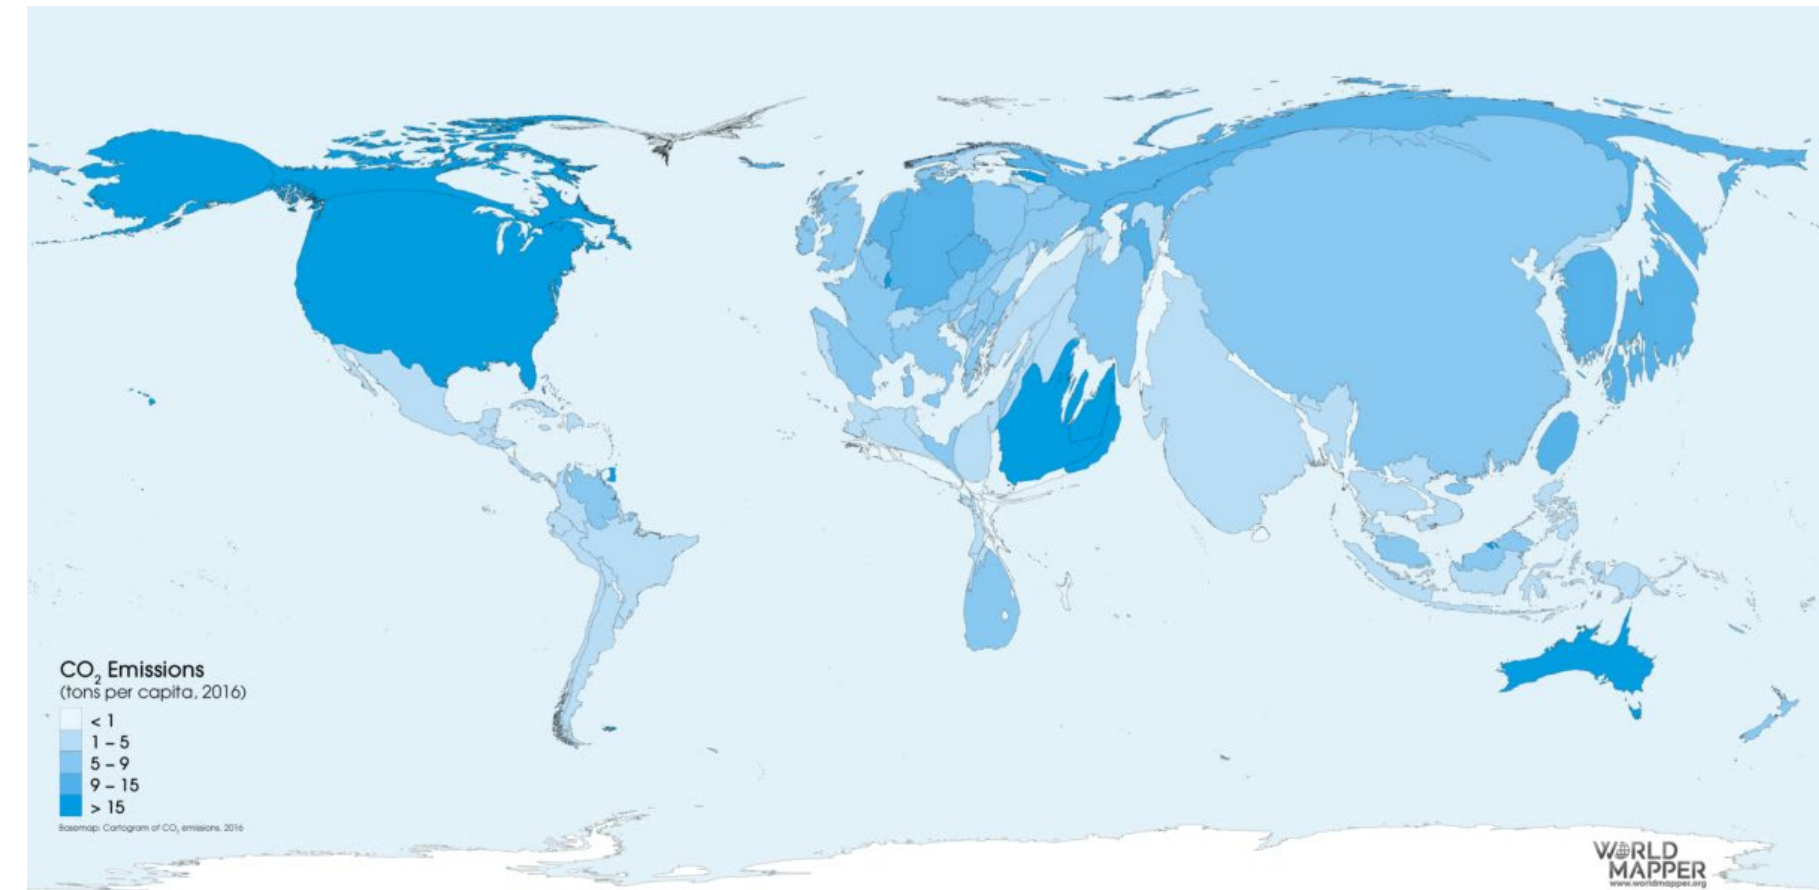 CO₂ Emissions
(tons per capita, 2016)
< 1
1 – 5
5 – 9
9 – 15
> 15
Basemap: Cartogram of CO₂ emissions, 2016
WORLD
MAPPER
www.worldmapper.org